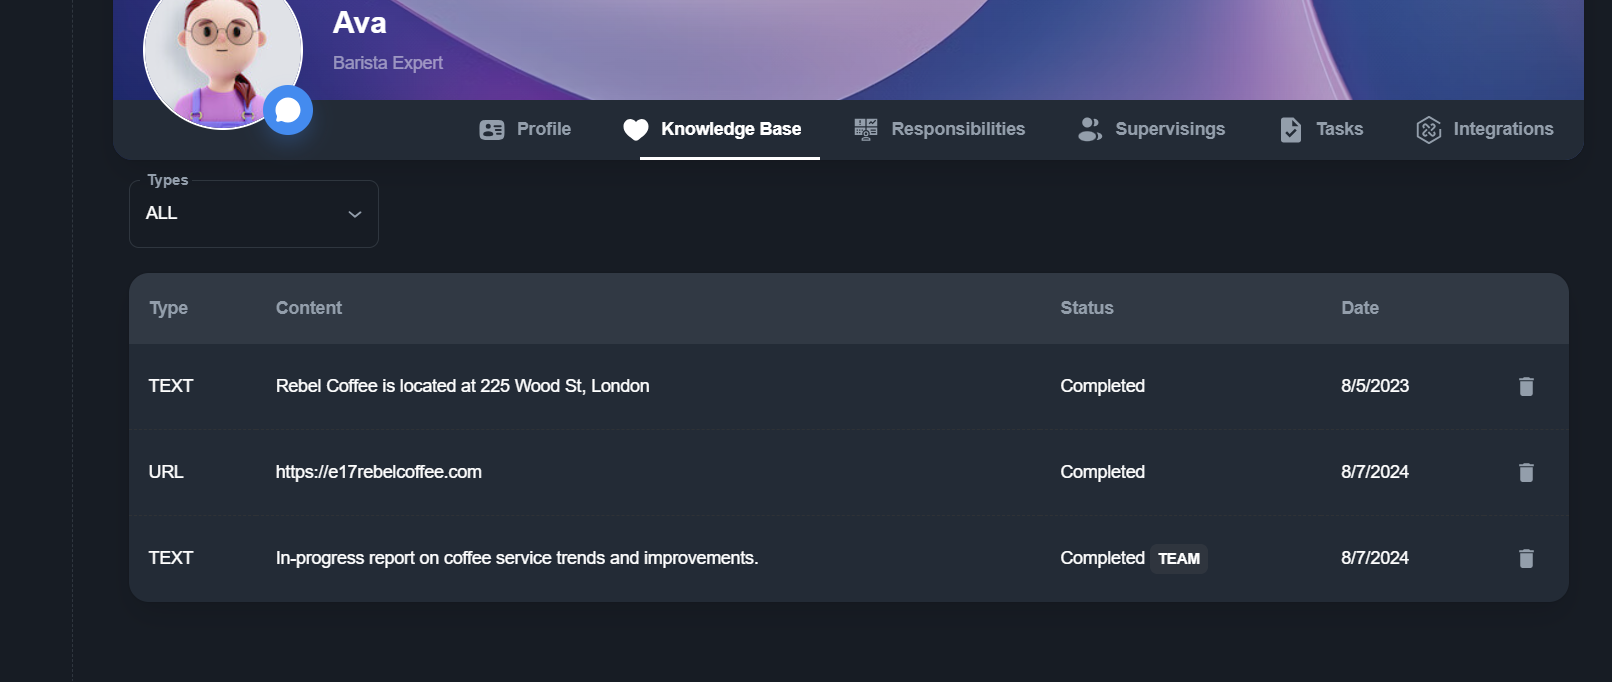 Ava
Barista Expert
Profile Knowledge Base Responsibilities Supervisings Tasks Integrations
Types
ALL
Type Content Status Date
TEXT Rebel Coffee is located at 225 Wood St, London Completed 8/5/2023
URL https://e17rebelcoffee.com Completed 8/7/2024
TEXT In-progress report on coffee service trends and improvements. Completed TEAM 8/7/2024